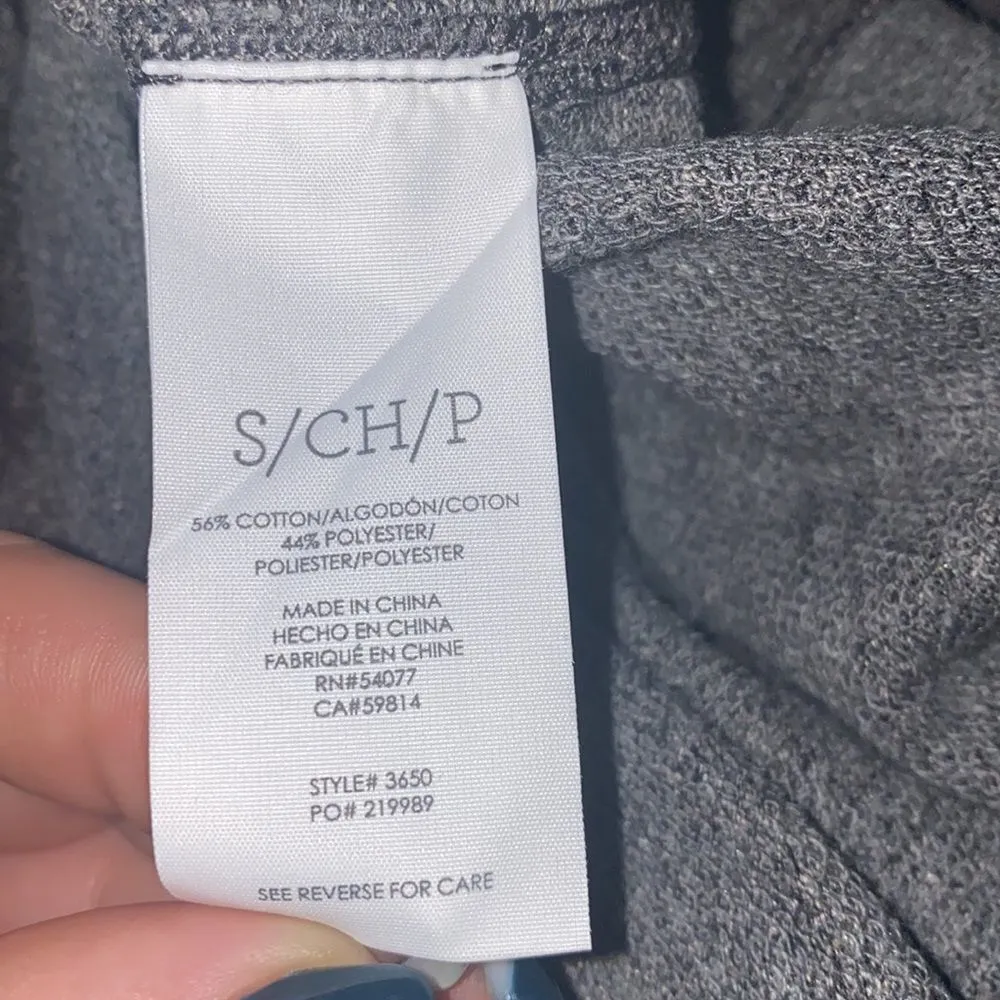 S/CH/P
56% COTTON/ALGODÓN/COTON
44% POLYESTER/
POLIESTER/POLYESTER
MADE IN CHINA
HECHO EN CHINA
FABRIQUÉ EN CHINE
RN#54077
CA#59814
STYLE# 3650
PO# 219989
SEE REVERSE FOR CARE